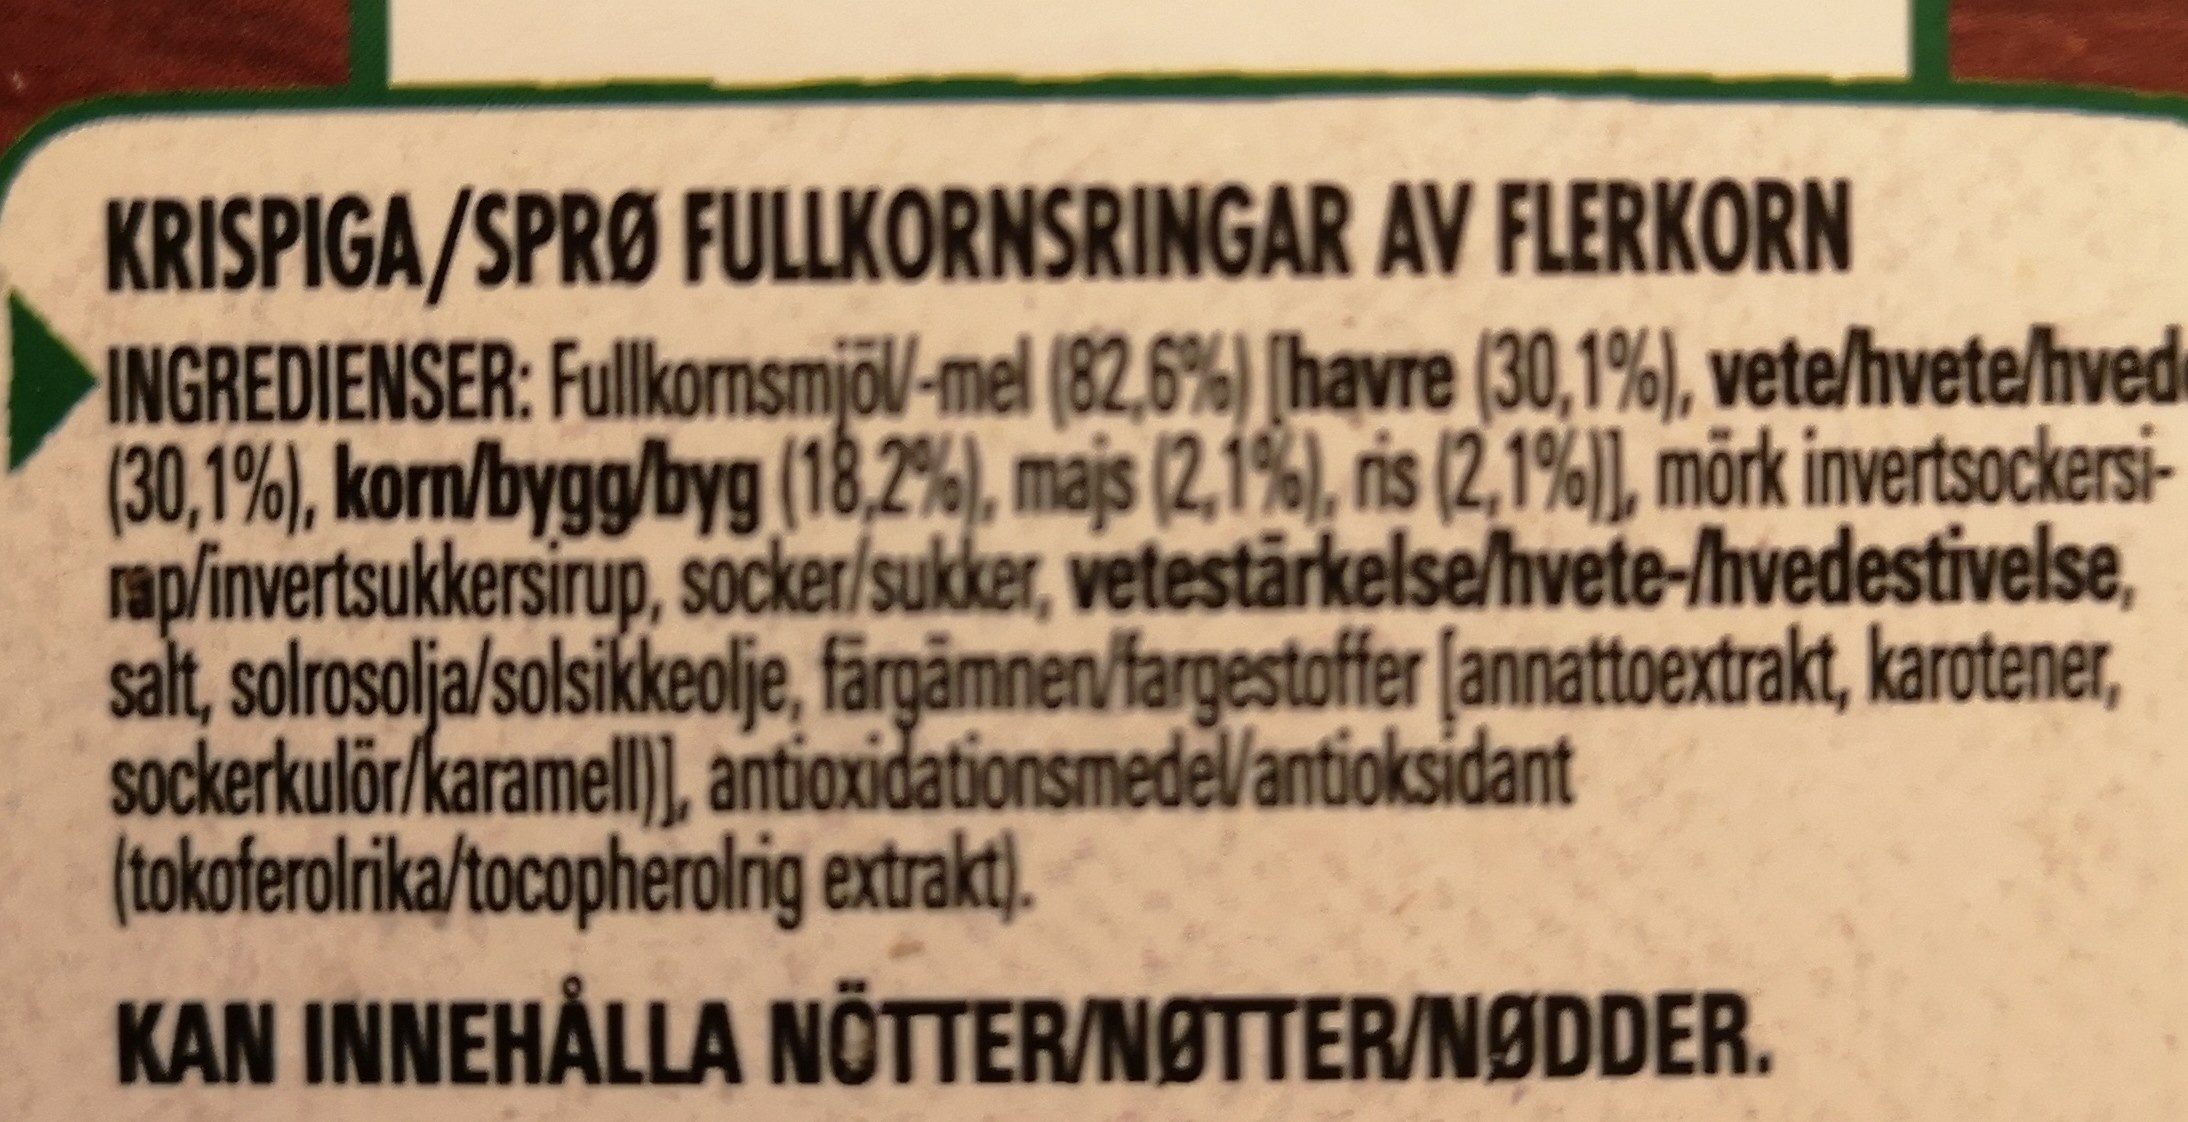 KRISPIGA/SPRØ FULLKORNSRINGAR AV FLERKORN
INGREDIENSER: Fullkornsmjöl/-mel (82,6%) [havre (30,1%), vete/hvete/hvede
(30,1%), korn/bygg/byg (18,2%), majs (2,1%), ris (2,1%)], mörk invertsockersi-
rap/invertsukkersirup, socker/sukker, vetestärkelse/hvete-/hvedestivelse,
salt, solrosolja/solsikkeolje, färgämnen/fargestoffer [annattoextrakt, karotener,
sockerkulör/karamell)], antioxidationsmedel/antioksidant
(tokoferolrika/tocopherolrig extrakt).
KAN INNEHÅLLA NÖTTER/NØTTER/NØDDER.